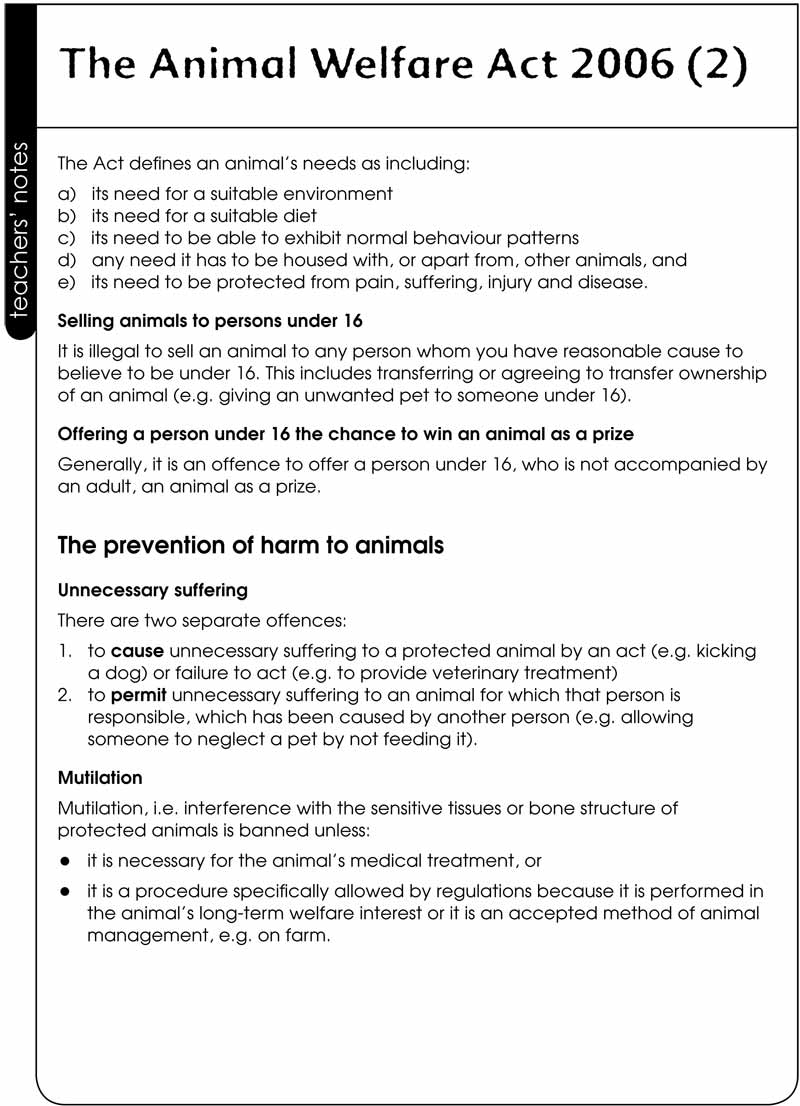 The Animal Welfare Act 2006 (2)
teachers' notes
The Act defines an animal's needs as including:
a) its need for a suitable environment
b) its need for a suitable diet
c) its need to be able to exhibit normal behaviour patterns
d) any need it has to be housed with, or apart from, other animals, and
e) its need to be protected from pain, suffering, injury and disease.
Selling animals to persons under 16
It is illegal to sell an animal to any person whom you have reasonable cause to
believe to be under 16. This includes transferring or agreeing to transfer ownership
of an animal (e.g. giving an unwanted pet to someone under 16).
Offering a person under 16 the chance to win an animal as a prize
Generally, it is an offence to offer a person under 16, who is not accompanied by
an adult, an animal as a prize.
The prevention of harm to animals
Unnecessary suffering
There are two separate offences:
1. to cause unnecessary suffering to a protected animal by an act (e.g. kicking
a dog) or failure to act (e.g. to provide veterinary treatment)
2. to permit unnecessary suffering to an animal for which that person is
responsible, which has been caused by another person (e.g. allowing
someone to neglect a pet by not feeding it).
Mutilation
Mutilation, i.e. interference with the sensitive tissues or bone structure of
protected animals is banned unless:
● it is necessary for the animal's medical treatment, or
● it is a procedure specifically allowed by regulations because it is performed in
the animal's long-term welfare interest or it is an accepted method of animal
management, e.g. on farm.